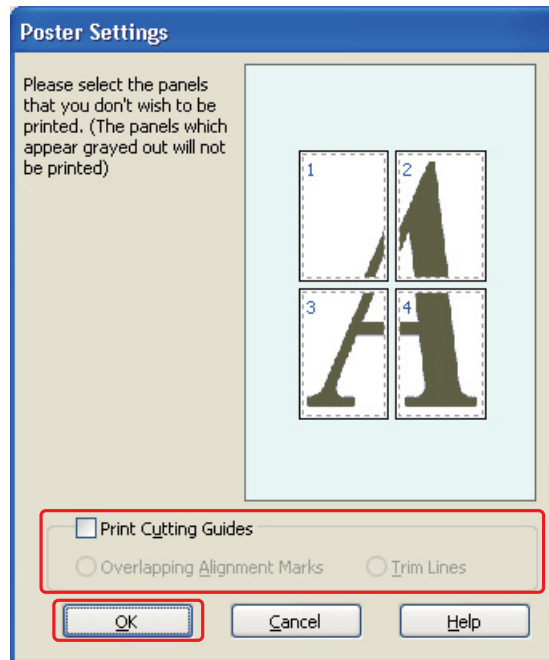 Poster Settings
Please select the panels
that you don't wish to be
printed. (The panels which
appear grayed out will not
be printed)
1
2
3
4
Print Cutting Guides
Overlapping Alignment Marks
Trim Lines
OK
Cancel
Help